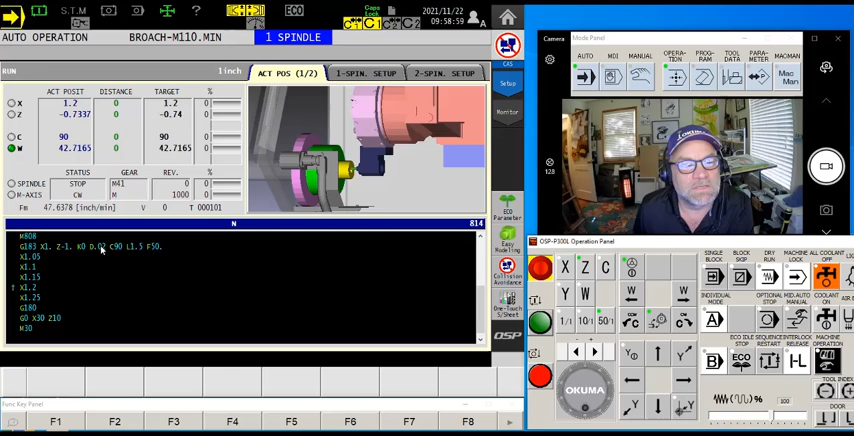 S.T.M
?
ECO
Gaps
Lock
C-1
A
2021/11/22
09:58:59
AUTO OPERATION
BROACH-M110.MIN
1 SPINDLE
RUN
1inch
ACT POS (1/2)
1-SPIN. SETUP
2-SPIN. SETUP
CAS
Setup
Monitor
ACT POSIT DISTANCE TARGET %
X 1.2 0 1.2 0
Z -0.7337 0 -0.74 0
C 90 90 0
W 42.7165 0 42.7165 0
STATUS GEAR REV. %
SPINDLE STOP M41 0 0
M-AXIS CW M 1000 0
Fm 47.6378 [inch/min] V 0 T 000101
N
814
M808
G183 X1. Z-1. K0 D.02 C90 L1.5 F50.
X1.05
X1.1
X1.15
↑ X1.2
X1.25
G180
G0 X30 Z10
M30
ECO
Parameter
Easy
Modeling
Collision
Avoidance
One-Touch
S/Sheet
OSP
Func Key Panel
F1 F2 F3 F4 F5 F6 F7 F8
Camera
128
Mode Panel
AUTO
MDI
MANUAL
OPERA-
TION
PROG-
RAM
TOOL
DATA
PARA-
METER
MACMAN
Mac
Man
OSP-P300L Operation Panel
X Z C
Y W
1/1 10/1 50/1
W
W
C
C
- +
OKUMA
Y
Y
Y
SINGLE
BLOCK
BLOCK
SKIP
DRY
RUN
MACHINE
LOCK
ALL COOLANT
OFF
INDIVIDUAL
MODE
OPTIONAL
STOP
MID.AUTO
MANUAL
COOLANT
ON
A
ECO IDLE
STOP
SEQUENCE
RESTART
INTERLOCK
RELEASE
MACHINE
OPERATION
B
ECO
I-L
%
100
TOOL INDEX
DOOR